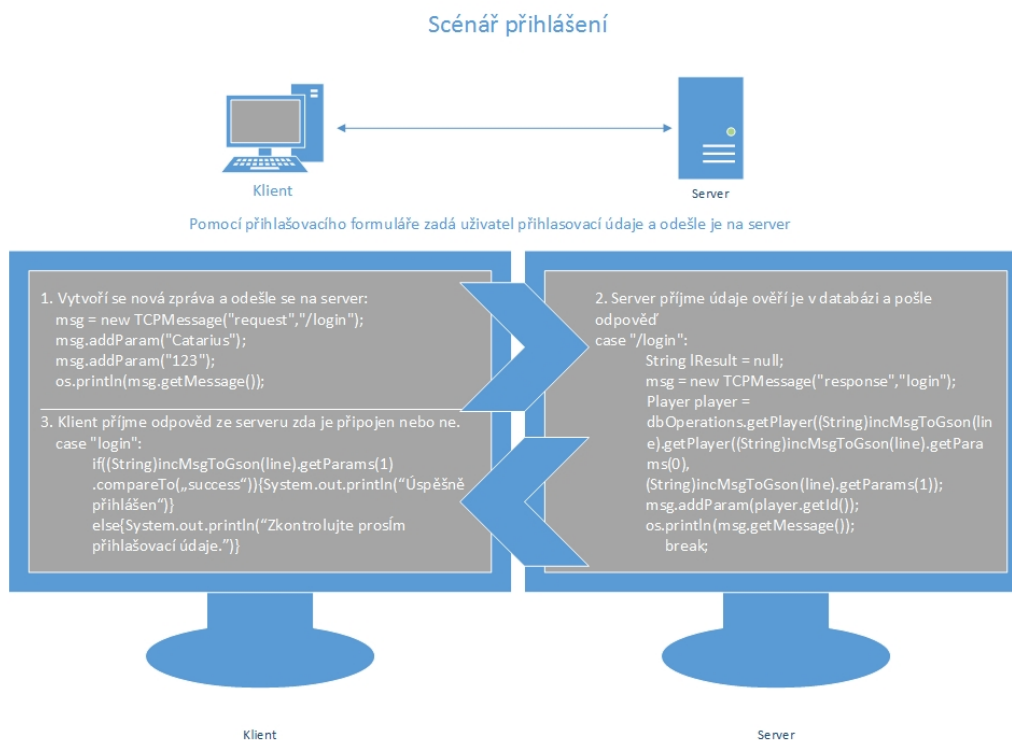 Scénář přihlášení
Klient
Server
Pomocí přihlašovacího formuláře zadá uživatel přihlasovací údaje a odešle je na server
1. Vytvoří se nová zpráva a odešle se na server:
msg = new TCPMessage("request","/login");
msg.addParam("Catarius");
msg.addParam("123");
os.println(msg.getMessage());
3. Klient příjme odpověd ze serveru zda je připojen nebo ne.
case "login":
if((String)incMsgToGson(line).getParams(1)
.compareTo(„success“)){System.out.println(“Úspěšně
přihlášen“)}
else{System.out.println(“Zkontrolujte prosím
přihlašovací údaje.”)}
2. Server příjme údaje ověří je v databázi a pošle
odpověď
case "/login":
String lResult = null;
msg = new TCPMessage("response","login");
Player player =
dbOperations.getPlayer((String)incMsgToGson(lin
e).getPlayer((String)incMsgToGson(line).getPara
ms(0),
(String)incMsgToGson(line).getParams(1));
msg.addParam(player.getId());
os.println(msg.getMessage());
break;
Klient
Server